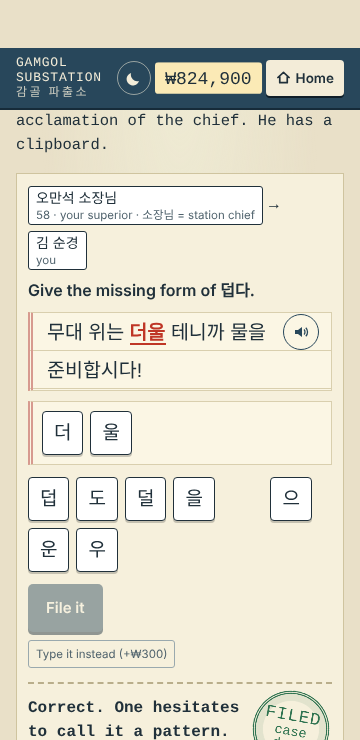 GAMGOL
SUBSTATION
감골 파출소
₩824,900
Home
acclamation of the chief. He has a
clipboard.
오만석 소장님
58 · your superior · 소장님 = station chief
→
김 순경
you
Give the missing form of 덥다.
무대 위는 더울 테니까 물을
준비합시다!
더 울
덥 도 덜 을 으
운 우
File it
Type it instead (+₩300)
Correct. One hesitates
to call it a pattern.
FILED
case